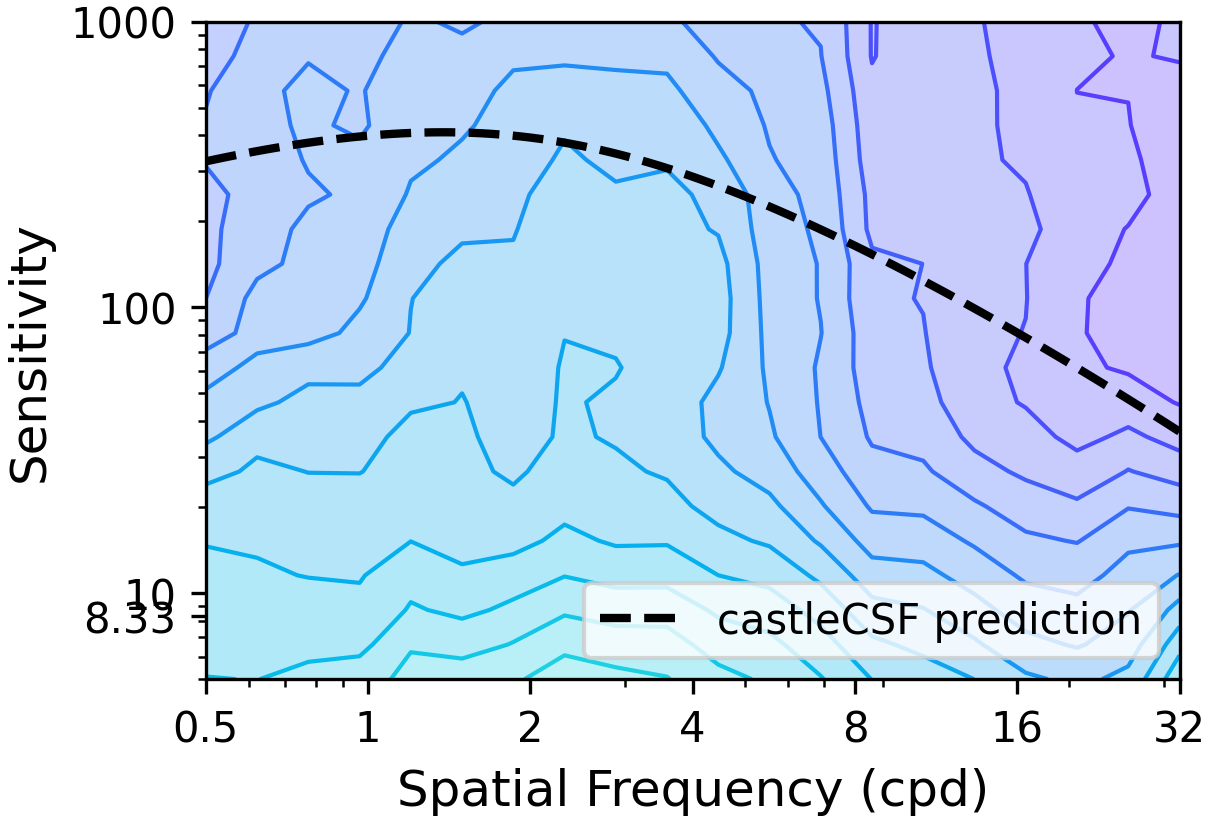 1000
100
10
8.33
Sensitivity
castleCSF prediction
0.5 1 2 4 8 16 32
Spatial Frequency (cpd)